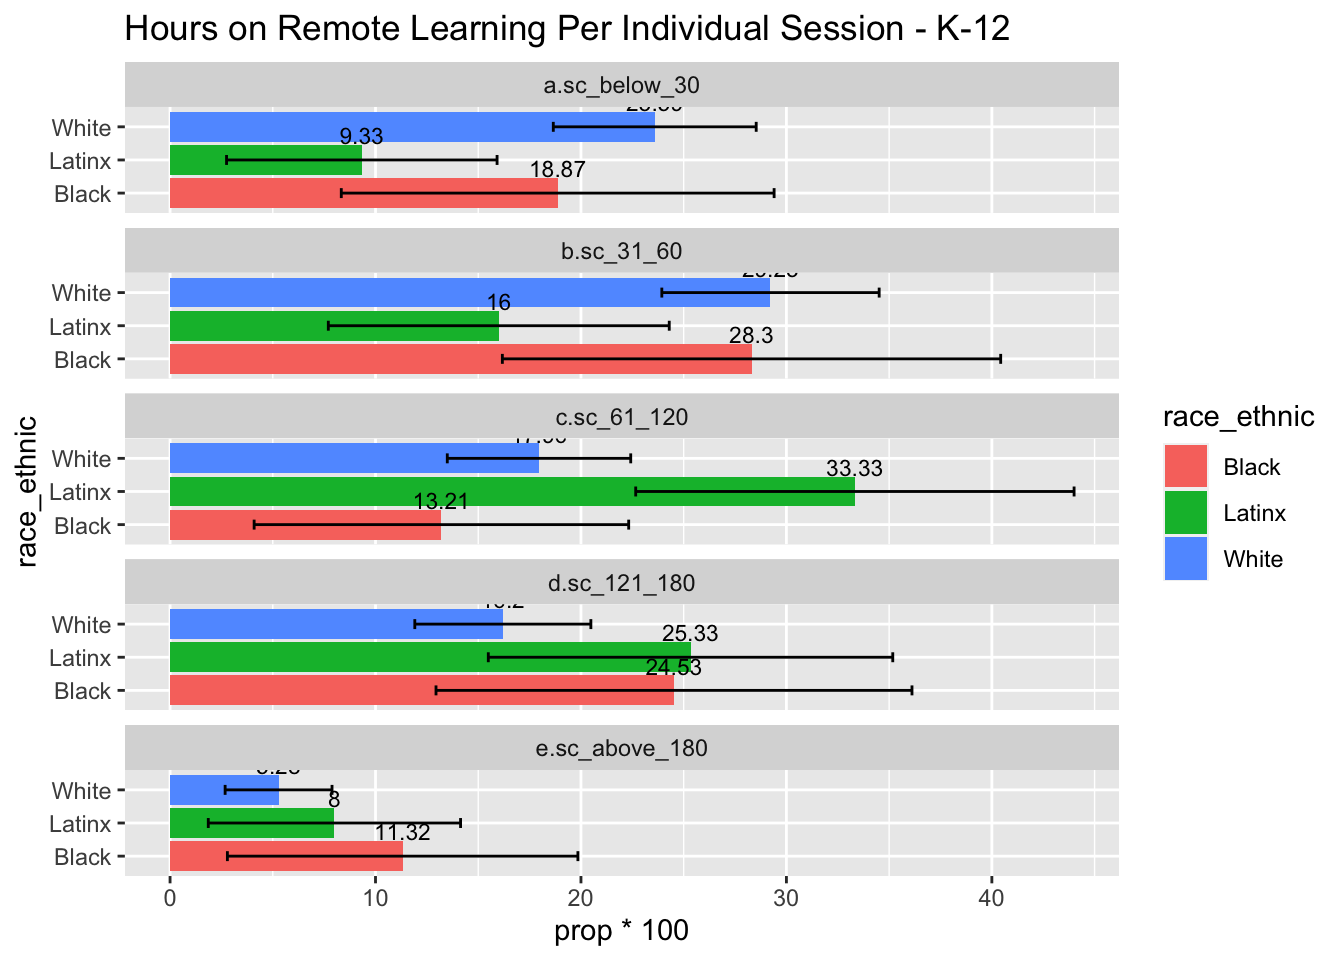 Hours on Remote Learning Per Individual Session - K-12
a.sc_below_30
White
9.33
Latinx
18.87
Black
b.sc_31_60
White
16
Latinx
28.3
Black
c.sc_61_120
White
33.33
Latinx
13.21
Black
d.sc_121_180
White
25.33
Latinx
24.53
Black
e.sc_above_180
White
8
Latinx
11.32
Black
0 10 20 30 40
prop * 100
race_ethnic
race_ethnic
Black
Latinx
White